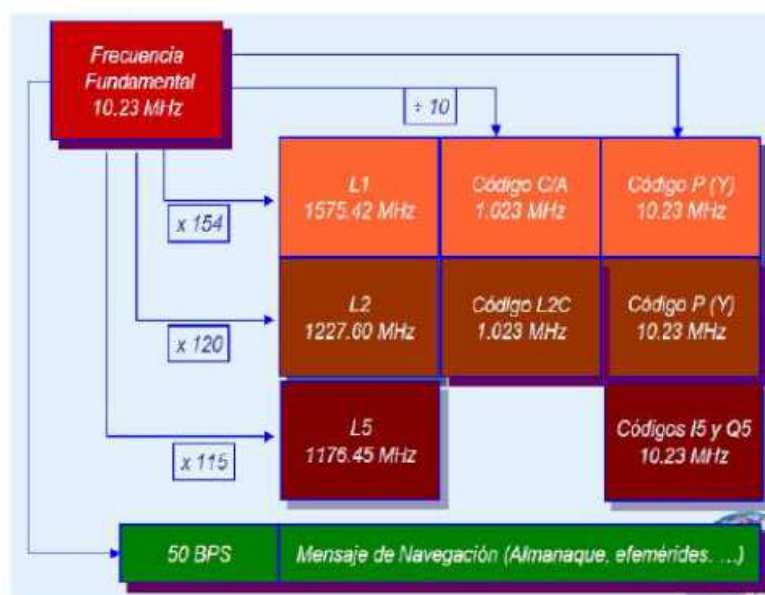 Frecuencia
Fundamental
10.23 MHz
÷ 10
L1
1575.42 MHz
Código C/A
1.023 MHz
Código P (Y)
10.23 MHz
x 154
L2
1227.60 MHz
Código L2C
1.023 MHz
Código P (Y)
10.23 MHz
x 120
L5
1176.45 MHz
Códigos I5 y Q5
10.23 MHz
x 115
50 BPS
Mensaje de Navegación (Almanaque, efemérides. ...)